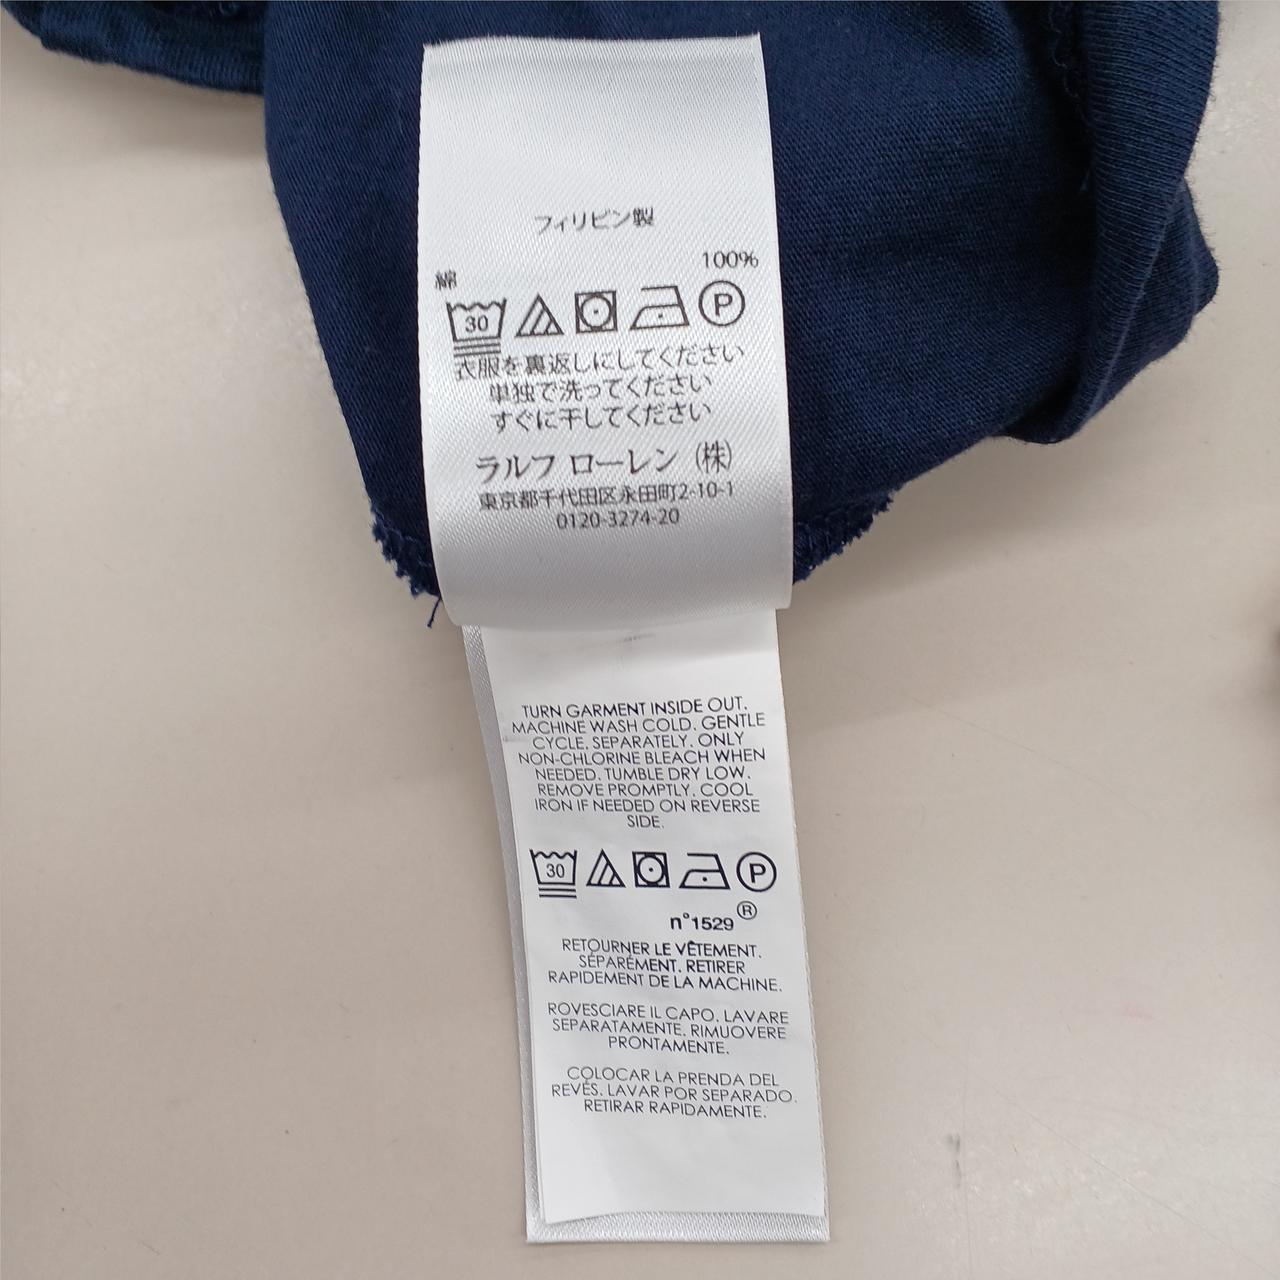 フィリピン製
綿 100%
30 P
衣服を裏返しにしてください
単独で洗ってください
すぐに干してください
ラルフ ローレン (株)
東京都千代田区永田町2-10-1
0120-3274-20
TURN GARMENT INSIDE OUT.
MACHINE WASH COLD. GENTLE
CYCLE. SEPARATELY. ONLY
NON-CHLORINE BLEACH WHEN
NEEDED. TUMBLE DRY LOW.
REMOVE PROMPTLY. COOL
IRON IF NEEDED ON REVERSE
SIDE.
30 P
n°1529 ®
RETOURNER LE VÊTEMENT.
SÉPARÉMENT. RETIRER
RAPIDEMENT DE LA MACHINE.
ROVESCIARE IL CAPO. LAVARE
SEPARATAMENTE. RIMUOVERE
PRONTAMENTE.
COLOCAR LA PRENDA DEL
REVÉS. LAVAR POR SEPARADO.
RETIRAR RAPIDAMENTE.